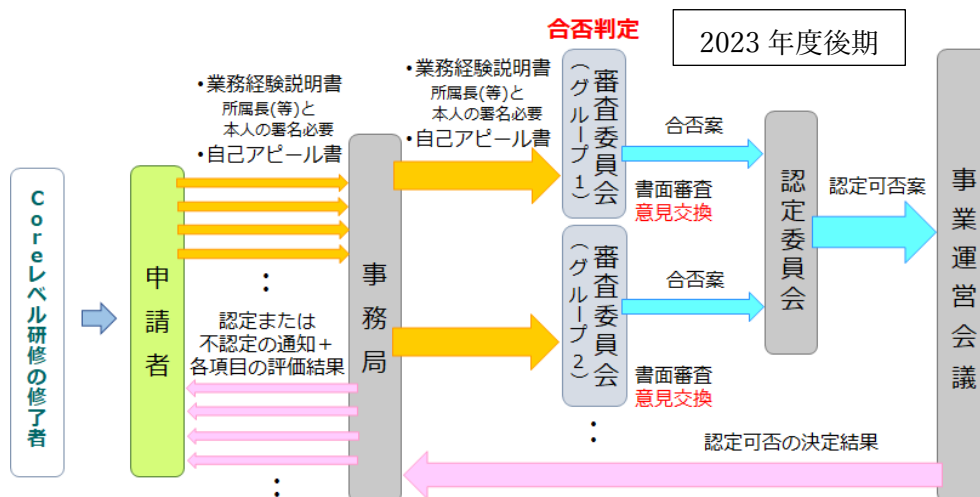 合否判定
2023 年度後期
・業務経験説明書
所属長(等)と
本人の署名必要
・自己アピール書
・業務経験説明書
所属長(等)と
本人の署名必要
・自己アピール書
Coreレベル研修の修了者
申請者
事務局
審査委員会
(グループ1)
合否案
書面審査
意見交換
審査委員会
(グループ2)
合否案
書面審査
意見交換
認定委員会
認定可否案
事業運営会議
:
認定または
不認定の通知+
各項目の評価結果
:
:
認定可否の決定結果